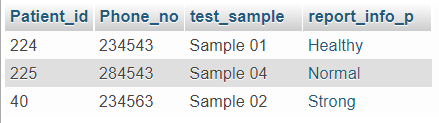 Patient_id Phone_no test_sample report_info_p
224 234543 Sample 01 Healthy
225 284543 Sample 04 Normal
40 234563 Sample 02 Strong